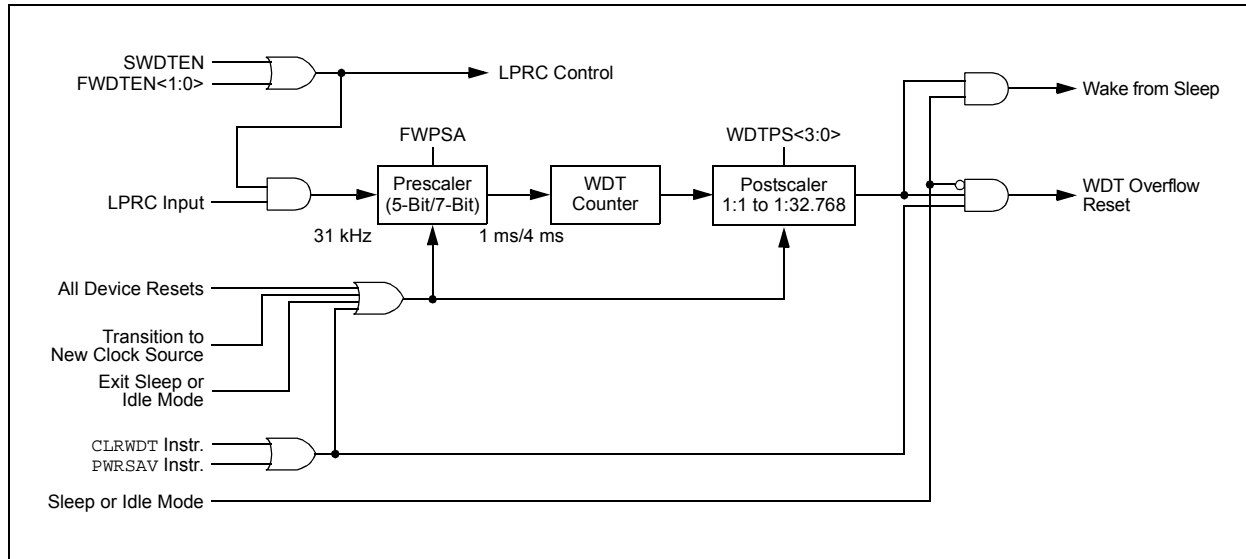 SWDTEN
FWDTEN<1:0>
LPRC Control
Wake from Sleep
FWPSA
WDTPS<3:0>
LPRC Input
Prescaler
(5-Bit/7-Bit)
WDT
Counter
Postscaler
1:1 to 1:32.768
WDT Overflow
Reset
31 kHz
1 ms/4 ms
All Device Resets
Transition to
New Clock Source
Exit Sleep or
Idle Mode
CLRWDT Instr.
PWRSAV Instr.
Sleep or Idle Mode